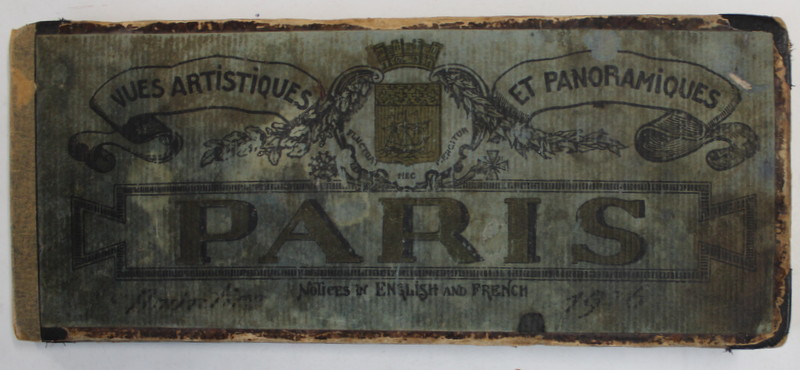 VUES ARTISTIQUES ET PANORAMIQUES
FLUCTUAT NEC MERGITUR
PARIS
NOTICES IN ENGLISH AND FRENCH